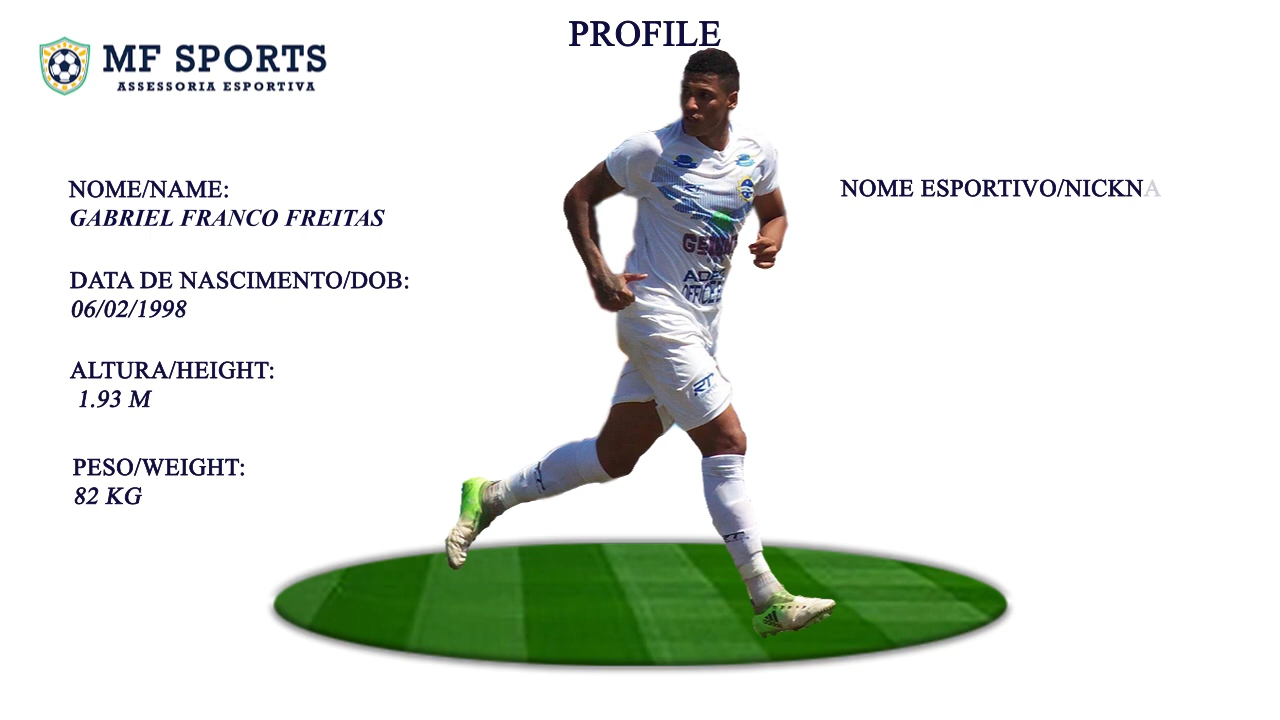 MF SPORTS
ASSESSORIA ESPORTIVA
PROFILE
NOME/NAME:
GABRIEL FRANCO FREITAS
DATA DE NASCIMENTO/DOB:
06/02/1998
ALTURA/HEIGHT:
1.93 M
PESO/WEIGHT:
82 KG
NOME ESPORTIVO/NICKNA
RT